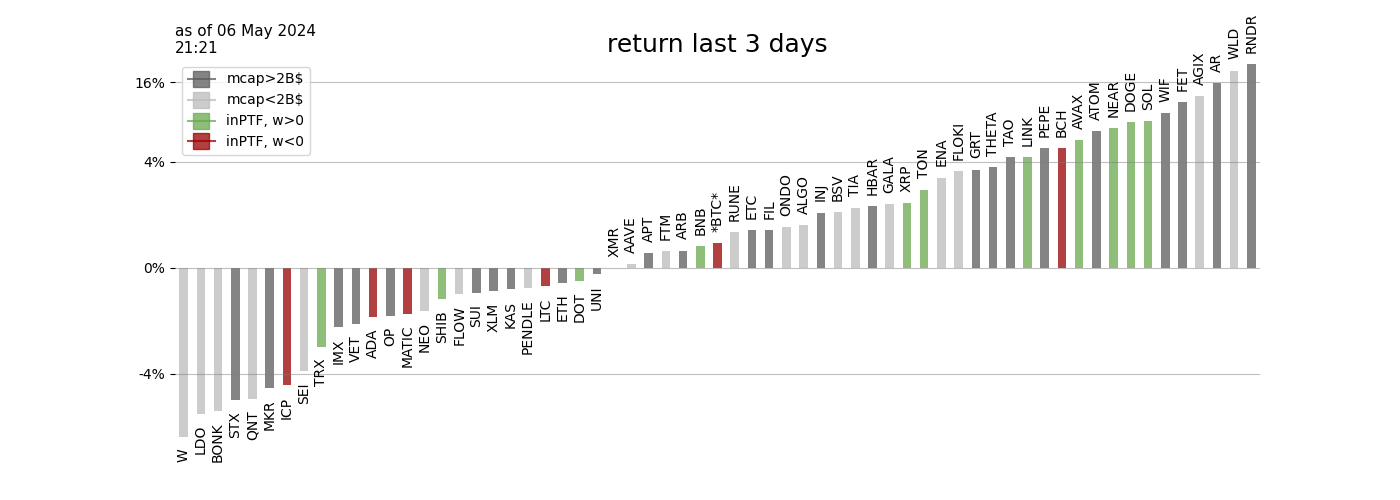 as of 06 May 2024
21:21
return last 3 days
mcap>2B$
mcap<2B$
inPTF, w>0
inPTF, w<0
16%
4%
0%
-4%
W
LDO
BONK
STX
QNT
MKR
ICP
SEI
TRX
IMX
VET
ADA
OP
MATIC
NEO
SHIB
FLOW
SUI
XLM
KAS
PENDLE
LTC
ETH
DOT
UNI
XMR
AAVE
APT
FTM
ARB
BNB
*BTC*
RUNE
ETC
FIL
ONDO
ALGO
INJ
BSV
TIA
HBAR
GALA
XRP
TON
ENA
FLOKI
GRT
THETA
TAO
LINK
PEPE
BCH
AVAX
ATOM
NEAR
DOGE
SOL
WIF
FET
AGIX
AR
WLD
RNDR